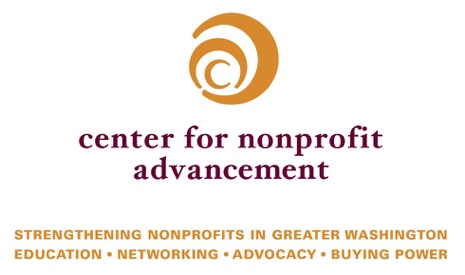 center for nonprofit
advancement
STRENGTHENING NONPROFITS IN GREATER WASHINGTON
EDUCATION • NETWORKING • ADVOCACY • BUYING POWER